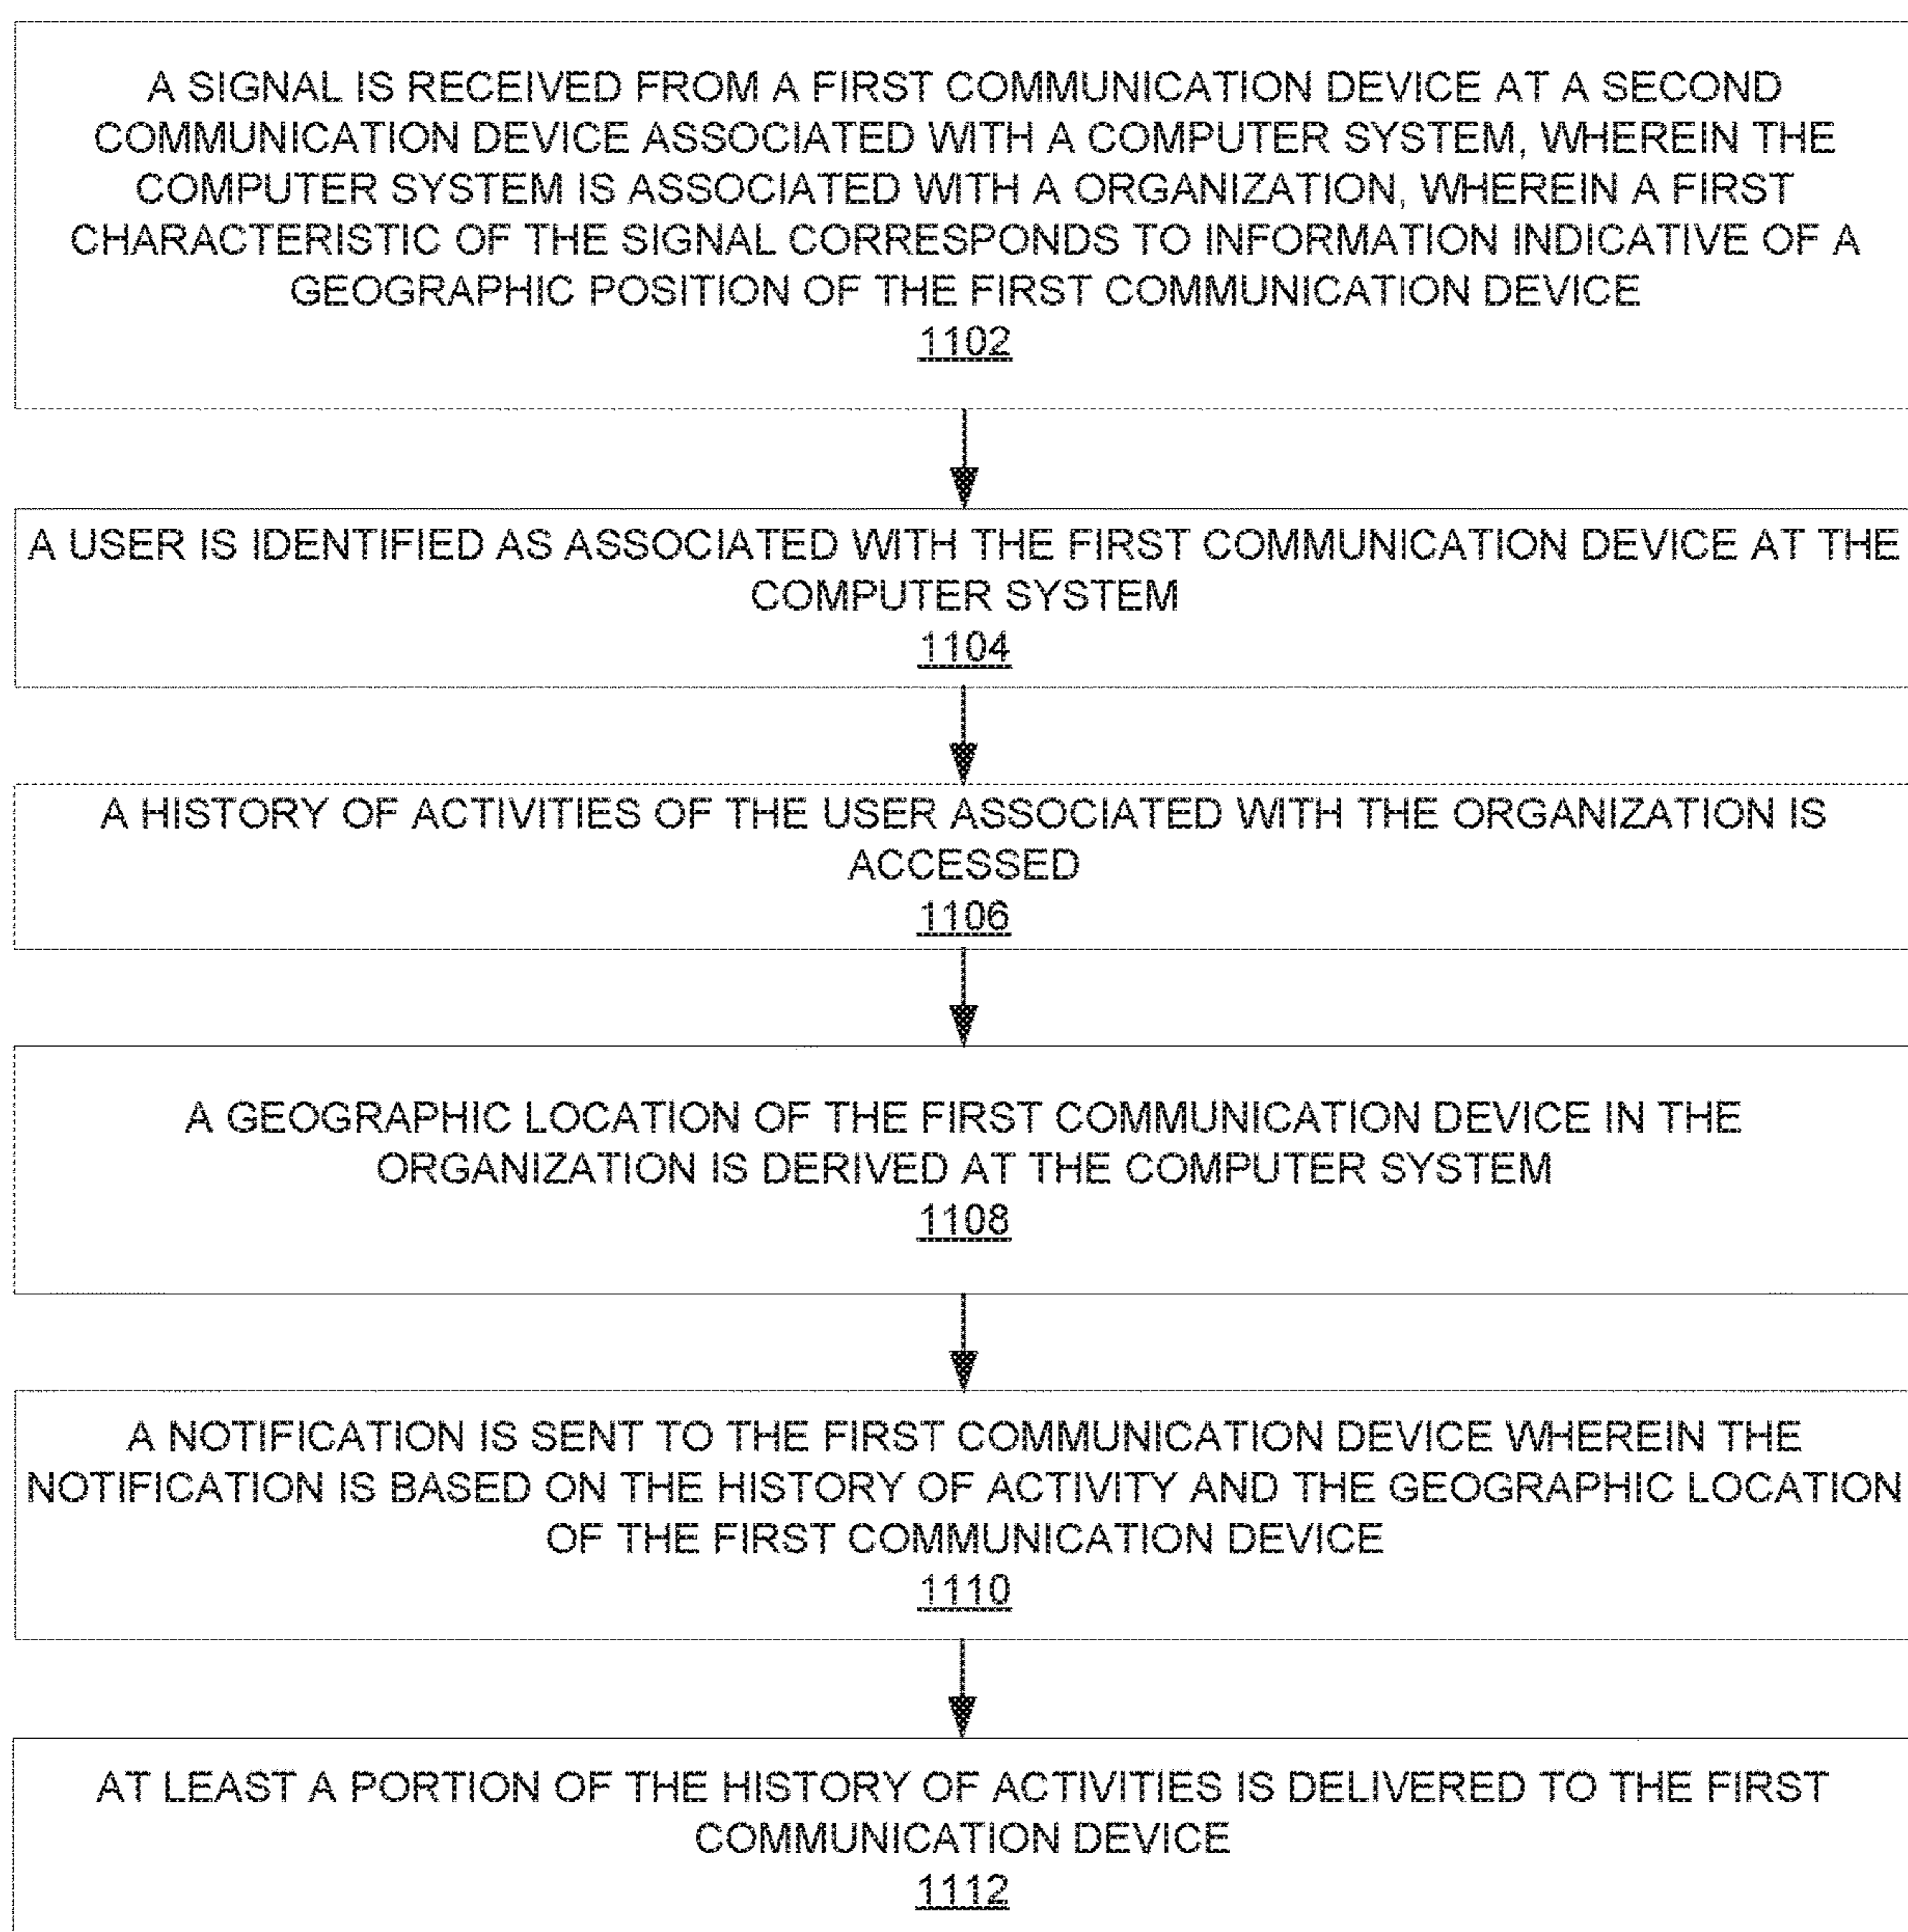 A SIGNAL IS RECEIVED FROM A FIRST COMMUNICATION DEVICE AT A SECOND
COMMUNICATION DEVICE ASSOCIATED WITH A COMPUTER SYSTEM, WHEREIN THE
COMPUTER SYSTEM IS ASSOCIATED WITH A ORGANIZATION, WHEREIN A FIRST
CHARACTERISTIC OF THE SIGNAL CORRESPONDS TO INFORMATION INDICATIVE OF A
GEOGRAPHIC POSITION OF THE FIRST COMMUNICATION DEVICE
1102
A USER IS IDENTIFIED AS ASSOCIATED WITH THE FIRST COMMUNICATION DEVICE AT THE
COMPUTER SYSTEM
1104
A HISTORY OF ACTIVITIES OF THE USER ASSOCIATED WITH THE ORGANIZATION IS
ACCESSED
1106
A GEOGRAPHIC LOCATION OF THE FIRST COMMUNICATION DEVICE IN THE
ORGANIZATION IS DERIVED AT THE COMPUTER SYSTEM
1108
A NOTIFICATION IS SENT TO THE FIRST COMMUNICATION DEVICE WHEREIN THE
NOTIFICATION IS BASED ON THE HISTORY OF ACTIVITY AND THE GEOGRAPHIC LOCATION
OF THE FIRST COMMUNICATION DEVICE
1110
AT LEAST A PORTION OF THE HISTORY OF ACTIVITIES IS DELIVERED TO THE FIRST
COMMUNICATION DEVICE
1112